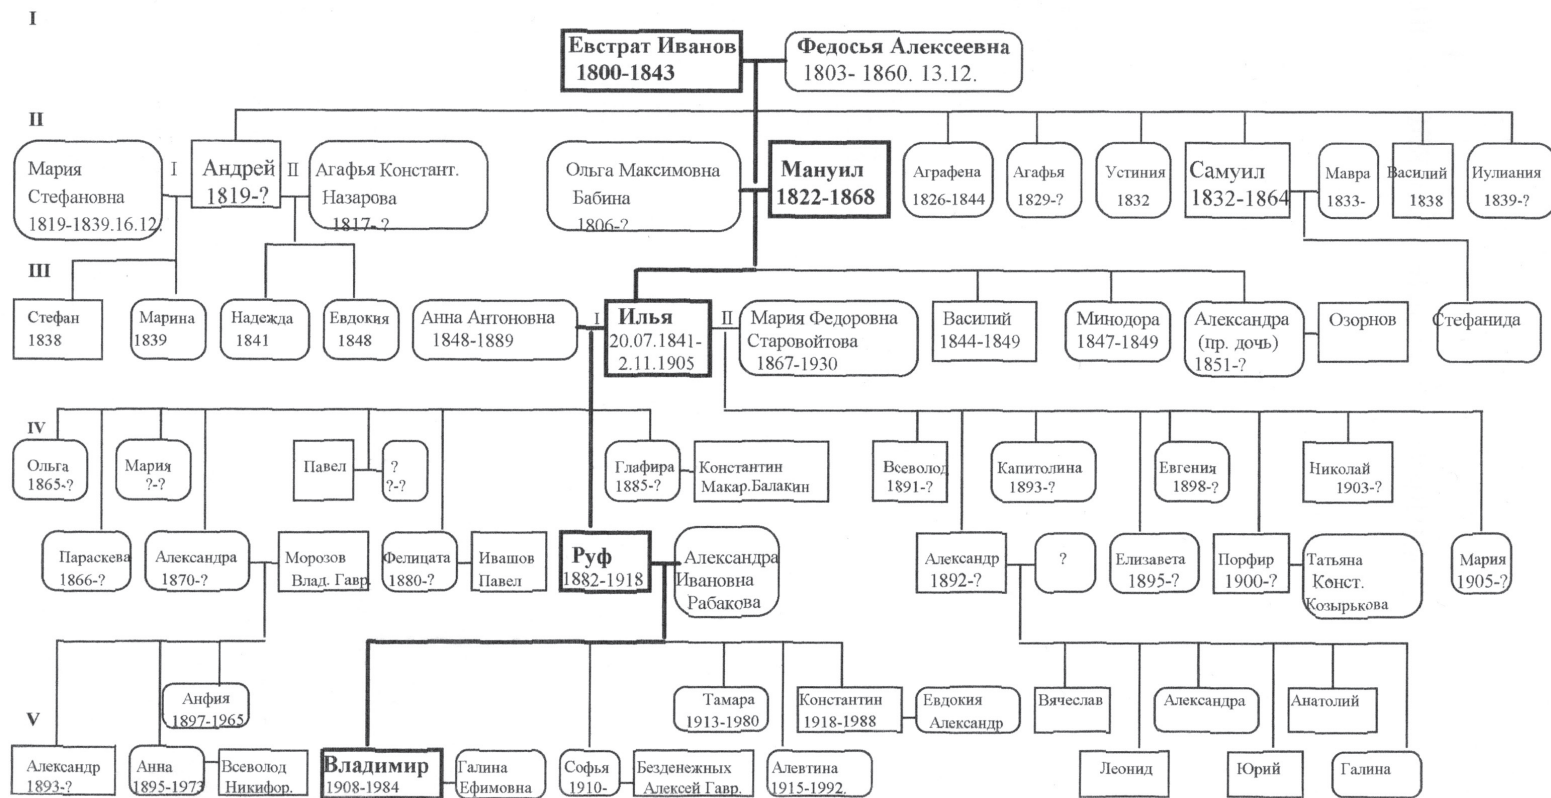 I
Евстрат Иванов
1800-1843
Федосья Алексеевна
1803- 1860. 13.12.
II
Мария
Стефановна
1819-1839.16.12.
I
Андрей
1819-?
II
Агафья Констант.
Назарова
1817- ?
Ольга Максимовна
Бабина
1806-?
Мануил
1822-1868
Аграфена
1826-1844
Агафья
1829-?
Устиния
1832
Самуил
1832-1864
Мавра
1833-
Василий
1838
Иулиания
1839-?
III
Стефан
1838
Марина
1839
Надежда
1841
Евдокия
1848
Анна Антоновна
1848-1889
I
Илья
20.07.1841-
2.11.1905
II
Мария Федоровна
Старовойтова
1867-1930
Василий
1844-1849
Минодора
1847-1849
Александра
(пр. дочь)
1851-?
Озорнов
Стефанида
IV
Ольга
1865-?
Мария
?-?
Павел
?
?-?
Глафира
1885-?
Константин
Макар.Балакин
Всеволод
1891-?
Капитолина
1893-?
Евгения
1898-?
Николай
1903-?
Параскева
1866-?
Александра
1870-?
Морозов
Влад. Гавр.
Фелицата
1880-?
Ивашов
Павел
Руф
1882-1918
Александра
Ивановна
Рабакова
Александр
1892-?
?
Елизавета
1895-?
Порфир
1900-?
Татьяна
Конст.
Козырькова
Мария
1905-?
Анфия
1897-1965
Тамара
1913-1980
Константин
1918-1988
Евдокия
Александр
Вячеслав
Александра
Анатолий
V
Александр
1893-?
Анна
1895-1973
Всеволод
Никифор.
Владимир
1908-1984
Галина
Ефимовна
Софья
1910-
Безденежных
Алексей Гавр.
Алевтина
1915-1992.
Леонид
Юрий
Галина